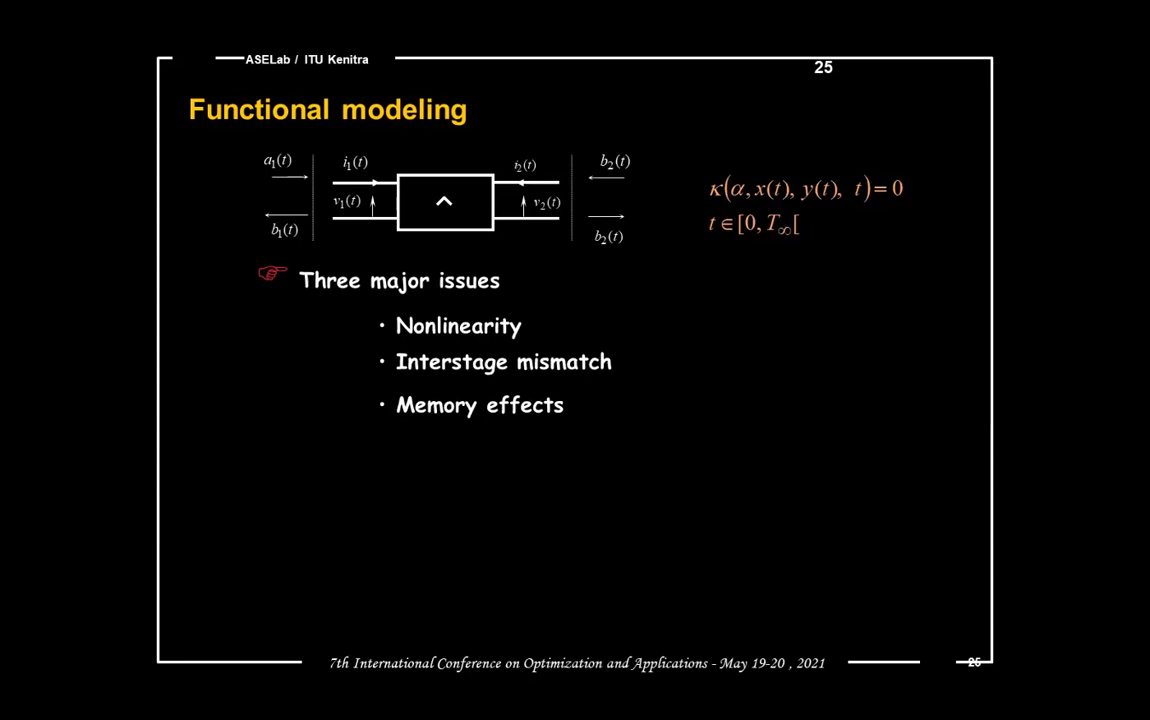 ASELab / ITU Kenitra
25
Functional modeling
a₁(t) i₁(t) i₂(t) b₂(t)
v₁(t) ^ v₂(t)
b₁(t) b₂(t)
κ(α, x(t), y(t), t) = 0
t ∈ [0, T∞[
☞ Three major issues
• Nonlinearity
• Interstage mismatch
• Memory effects
7th International Conference on Optimization and Applications - May 19-20 , 2021
25